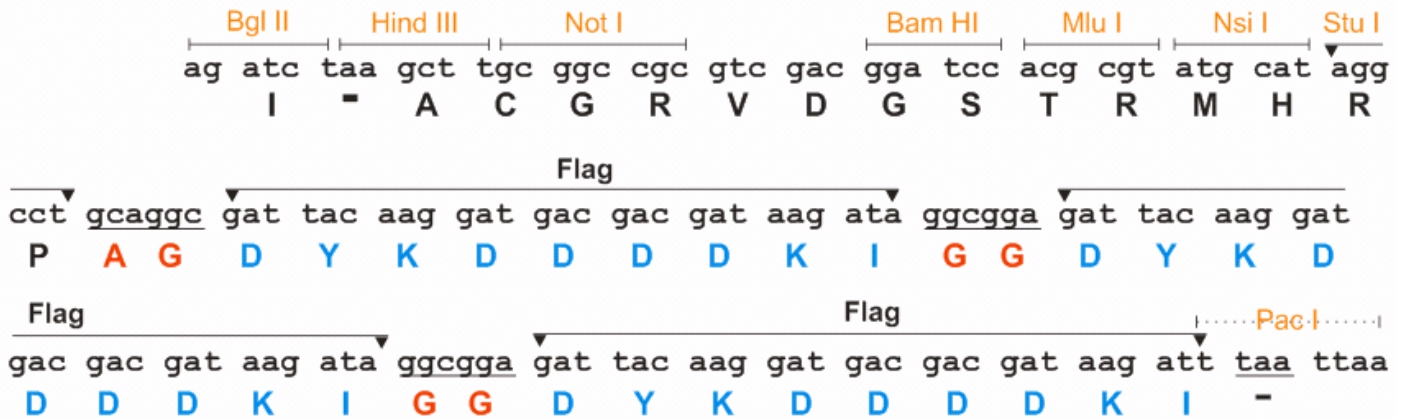 Bgl II Hind III Not I Bam HI Mlu I Nsi I Stu I
ag atc taa gct tgc ggc cgc gtc gac gga tcc acg cgt atg cat agg
I - A C G R V D G S T R M H R
Flag
cct gcaggc gat tac aag gat gac gac gat aag ata ggcgga gat tac aag gat
P A G D Y K D D D D K I G G D Y K D
Flag Flag Pac I
gac gac gat aag ata ggcgga gat tac aag gat gac gac gat aag att taa ttaa
D D D K I G G D Y K D D D D K I -